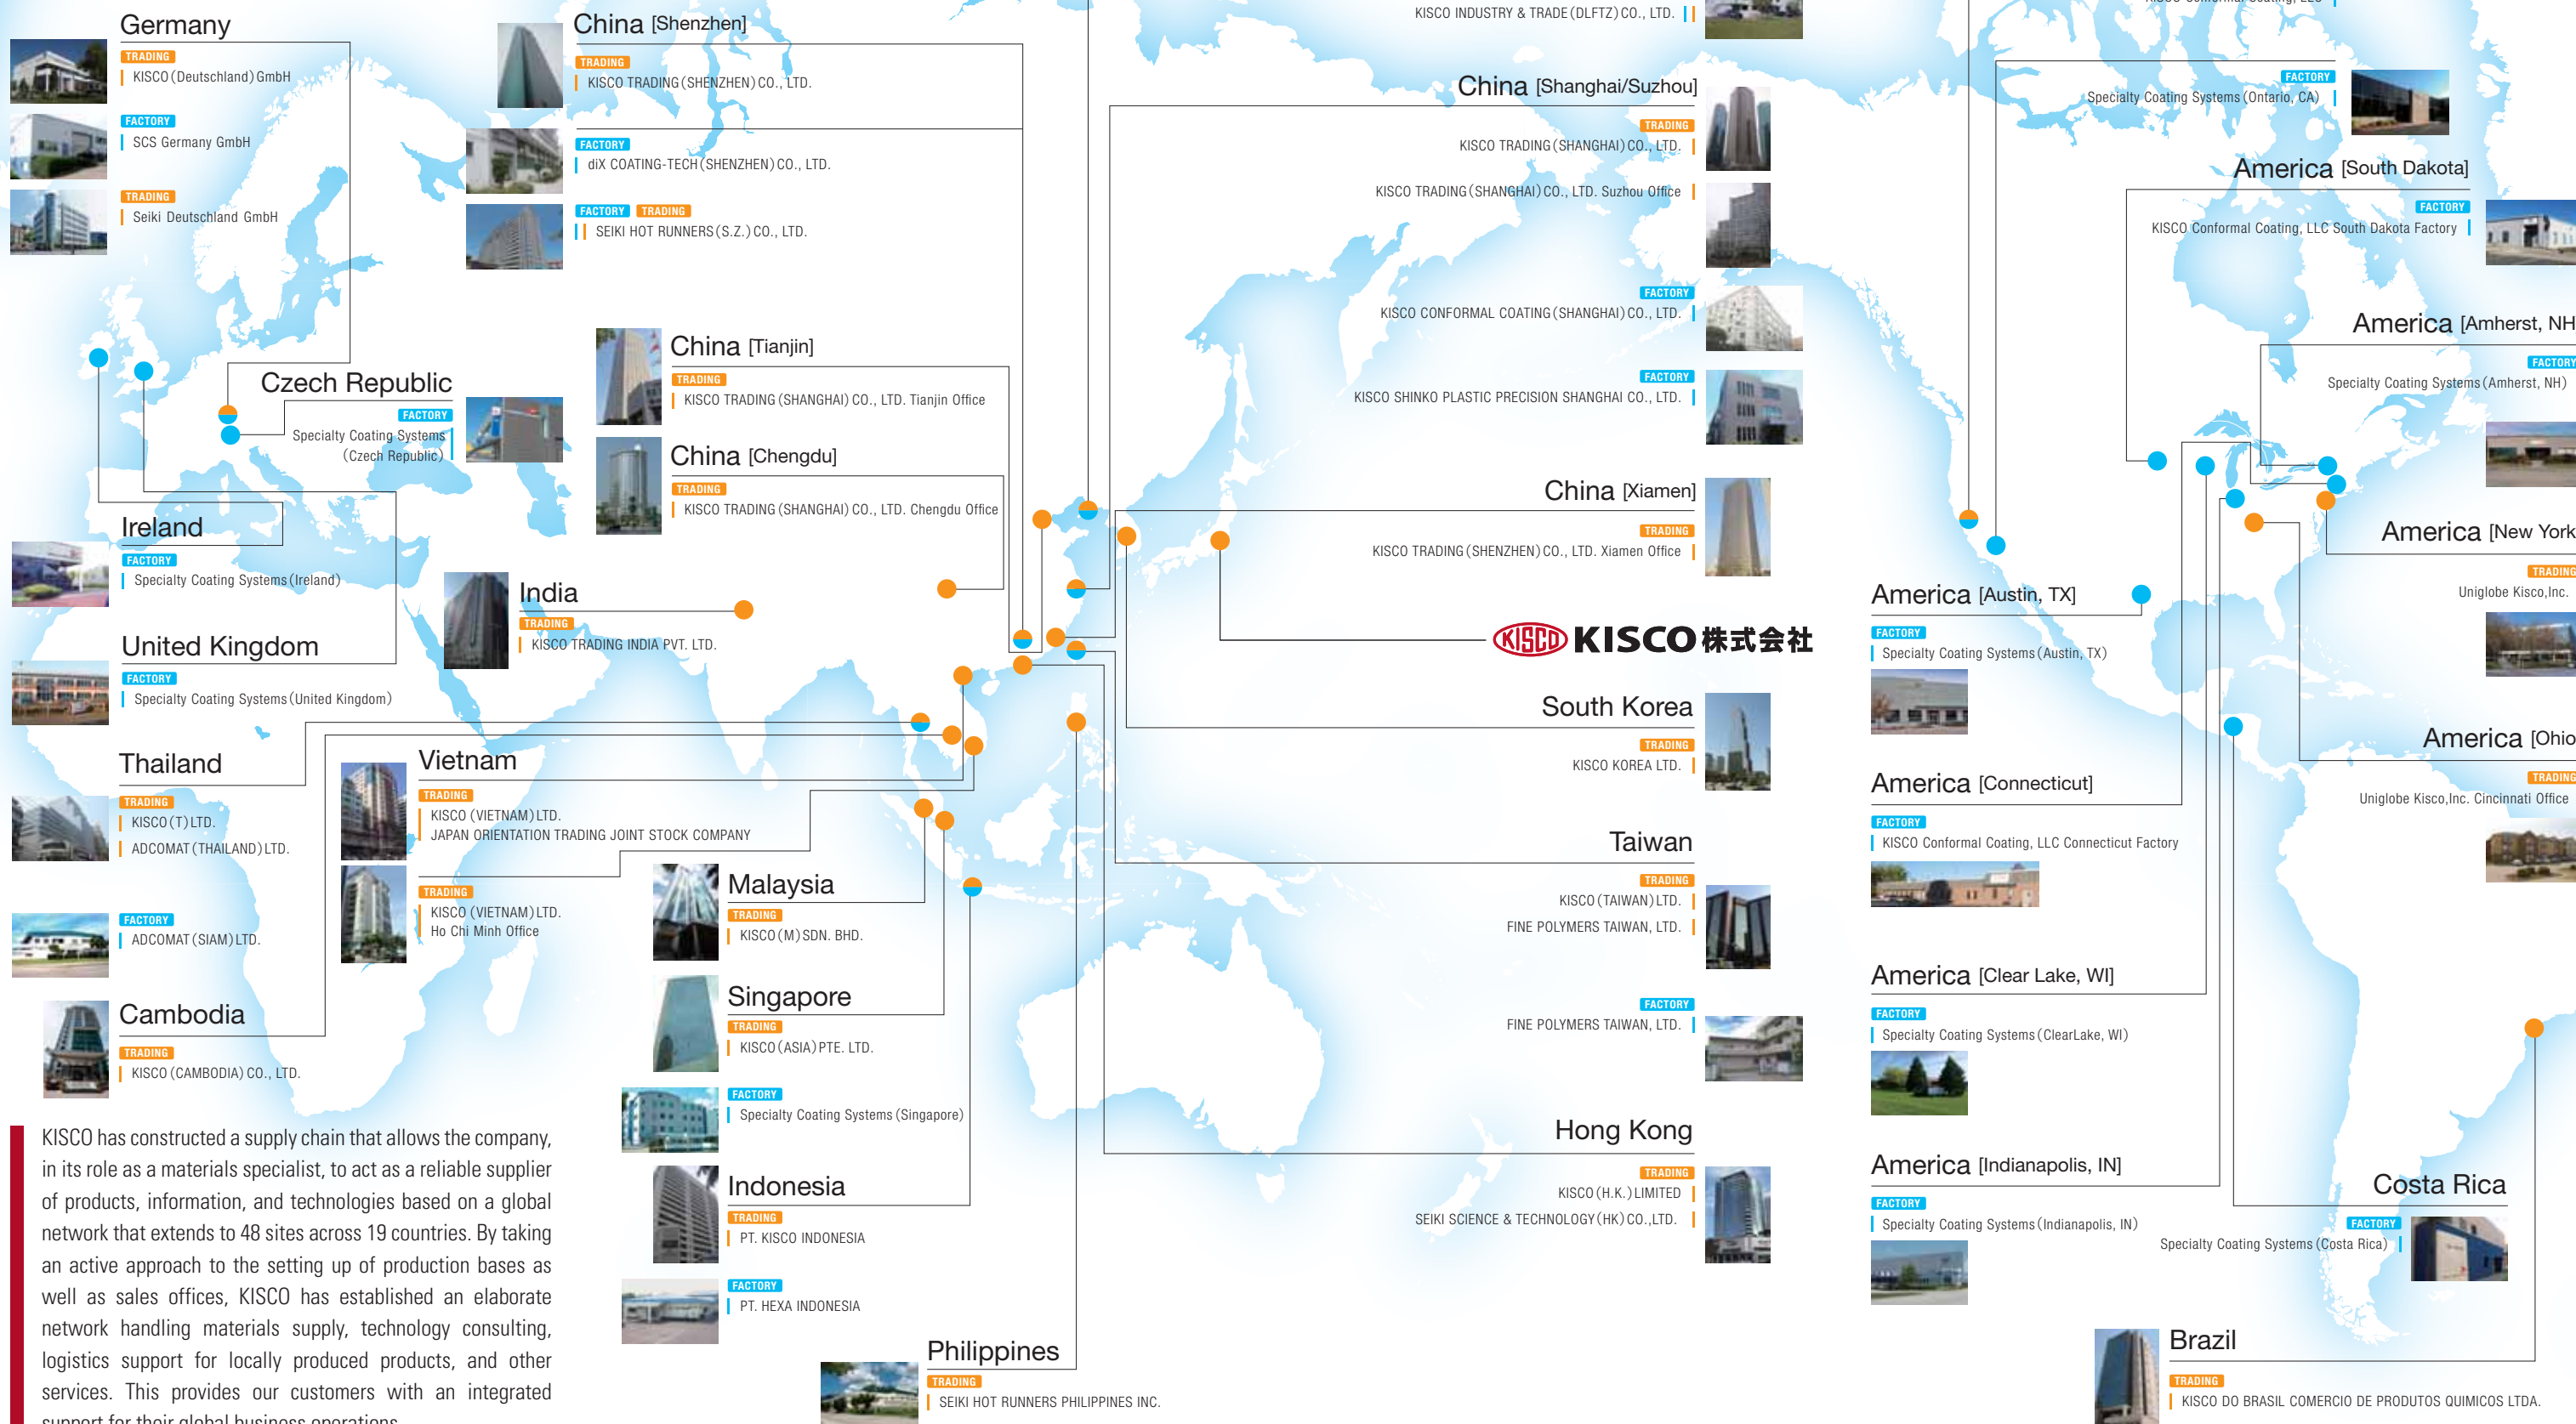 Germany
TRADING
KISCO (Deutschland) GmbH
FACTORY
SCS Germany GmbH
TRADING
Seiki Deutschland GmbH
China [Shenzhen]
TRADING
KISCO TRADING (SHENZHEN) CO., LTD.
FACTORY
diX COATING-TECH (SHENZHEN) CO., LTD.
FACTORY TRADING
SEIKI HOT RUNNERS (S.Z.) CO., LTD.
Czech Republic
FACTORY
Specialty Coating Systems
(Czech Republic)
China [Tianjin]
TRADING
KISCO TRADING (SHANGHAI) CO., LTD. Tianjin Office
China [Chengdu]
TRADING
KISCO TRADING (SHANGHAI) CO., LTD. Chengdu Office
Ireland
FACTORY
Specialty Coating Systems (Ireland)
India
TRADING
KISCO TRADING INDIA PVT. LTD.
United Kingdom
FACTORY
Specialty Coating Systems (United Kingdom)
Thailand
TRADING
KISCO (T) LTD.
ADCOMAT (THAILAND) LTD.
FACTORY
ADCOMAT (SIAM) LTD.
Vietnam
TRADING
KISCO (VIETNAM) LTD.
JAPAN ORIENTATION TRADING JOINT STOCK COMPANY
TRADING
KISCO (VIETNAM) LTD.
Ho Chi Minh Office
Cambodia
TRADING
KISCO (CAMBODIA) CO., LTD.
Malaysia
TRADING
KISCO (M) SDN. BHD.
Singapore
TRADING
KISCO (ASIA) PTE. LTD.
FACTORY
Specialty Coating Systems (Singapore)
Indonesia
TRADING
PT. KISCO INDONESIA
FACTORY
PT. HEXA INDONESIA
Philippines
TRADING
SEIKI HOT RUNNERS PHILIPPINES INC.
KISCO has constructed a supply chain that allows the company,
in its role as a materials specialist, to act as a reliable supplier
of products, information, and technologies based on a global
network that extends to 48 sites across 19 countries. By taking
an active approach to the setting up of production bases as
well as sales offices, KISCO has established an elaborate
network handling materials supply, technology consulting,
logistics support for locally produced products, and other
services. This provides our customers with an integrated
support for their global business operations.
KISCO INDUSTRY & TRADE (DLFTZ) CO., LTD.
China [Shanghai/Suzhou]
TRADING
KISCO TRADING (SHANGHAI) CO., LTD.
KISCO TRADING (SHANGHAI) CO., LTD. Suzhou Office
FACTORY
KISCO CONFORMAL COATING (SHANGHAI) CO., LTD.
FACTORY
KISCO SHINKO PLASTIC PRECISION SHANGHAI CO., LTD.
China [Xiamen]
TRADING
KISCO TRADING (SHENZHEN) CO., LTD. Xiamen Office
KISCO KISCO株式会社
South Korea
TRADING
KISCO KOREA LTD.
Taiwan
TRADING
KISCO (TAIWAN) LTD.
FINE POLYMERS TAIWAN, LTD.
FACTORY
FINE POLYMERS TAIWAN, LTD.
Hong Kong
TRADING
KISCO (H.K.) LIMITED
SEIKI SCIENCE & TECHNOLOGY (HK) CO.,LTD.
KISCO Conformal Coating, LLC
FACTORY
Specialty Coating Systems (Ontario, CA)
America [South Dakota]
FACTORY
KISCO Conformal Coating, LLC South Dakota Factory
America [Amherst, NH
FACTORY
Specialty Coating Systems (Amherst, NH)
America [New York
TRADING
Uniglobe Kisco,Inc.
America [Austin, TX]
FACTORY
Specialty Coating Systems (Austin, TX)
America [Ohio
TRADING
Uniglobe Kisco,Inc. Cincinnati Office
America [Connecticut]
FACTORY
KISCO Conformal Coating, LLC Connecticut Factory
America [Clear Lake, WI]
FACTORY
Specialty Coating Systems (ClearLake, WI)
America [Indianapolis, IN]
FACTORY
Specialty Coating Systems (Indianapolis, IN)
Costa Rica
FACTORY
Specialty Coating Systems (Costa Rica)
Brazil
TRADING
KISCO DO BRASIL COMERCIO DE PRODUTOS QUIMICOS LTDA.